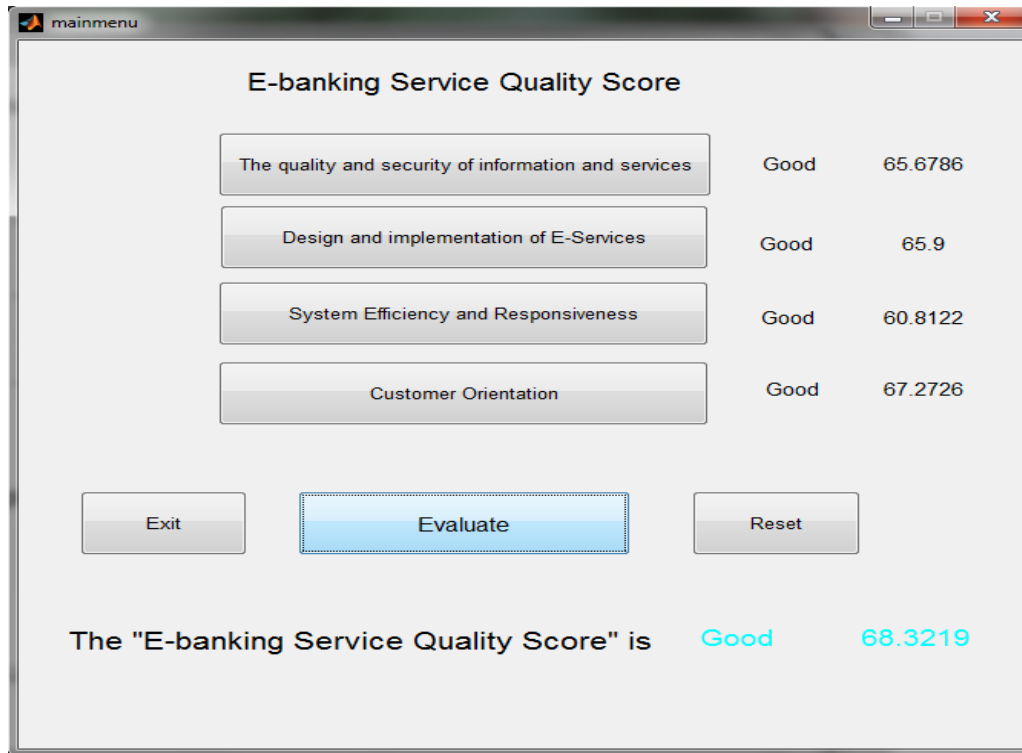 mainmenu
E-banking Service Quality Score
The quality and security of information and services Good 65.6786
Design and implementation of E-Services Good 65.9
System Efficiency and Responsiveness Good 60.8122
Customer Orientation Good 67.2726
Exit Evaluate Reset
The "E-banking Service Quality Score" is Good 68.3219